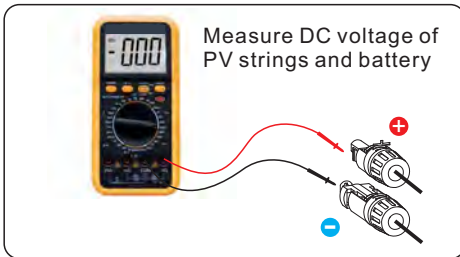 Measure DC voltage of
PV strings and battery
-000
+
-